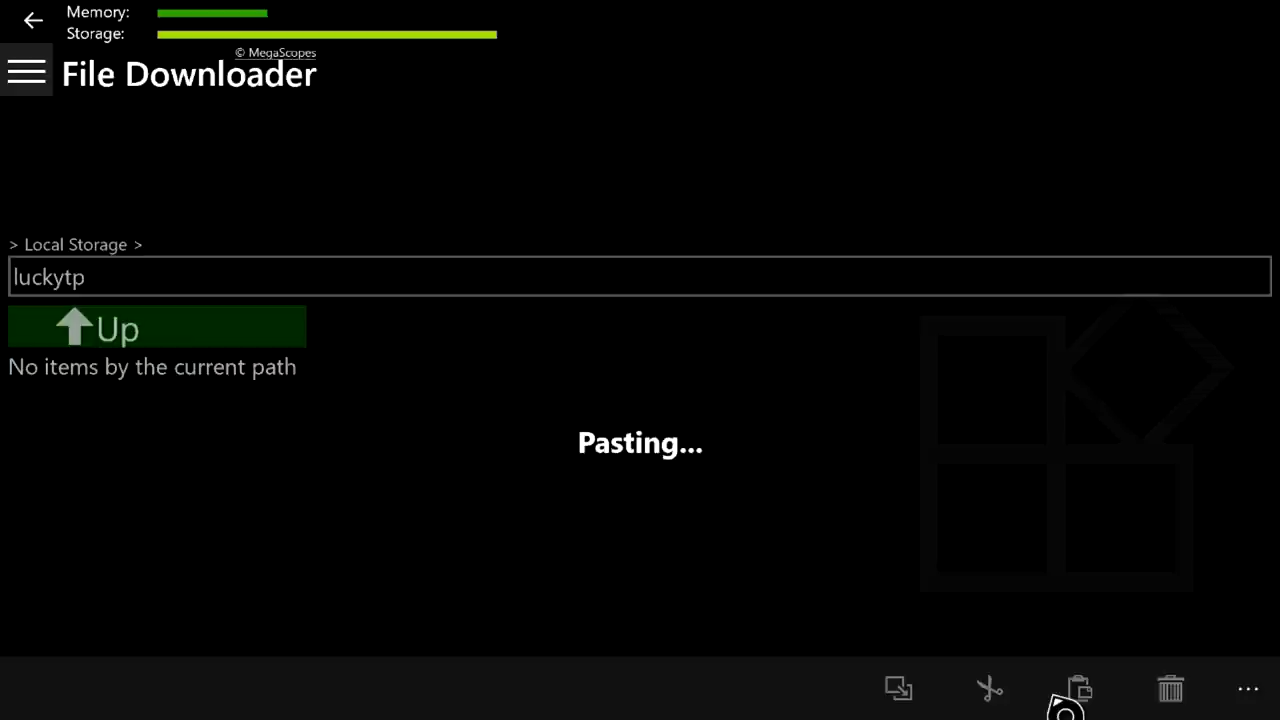 Memory:
Storage:
© MegaScopes
File Downloader
> Local Storage >
luckytp
Up
No items by the current path
Pasting...